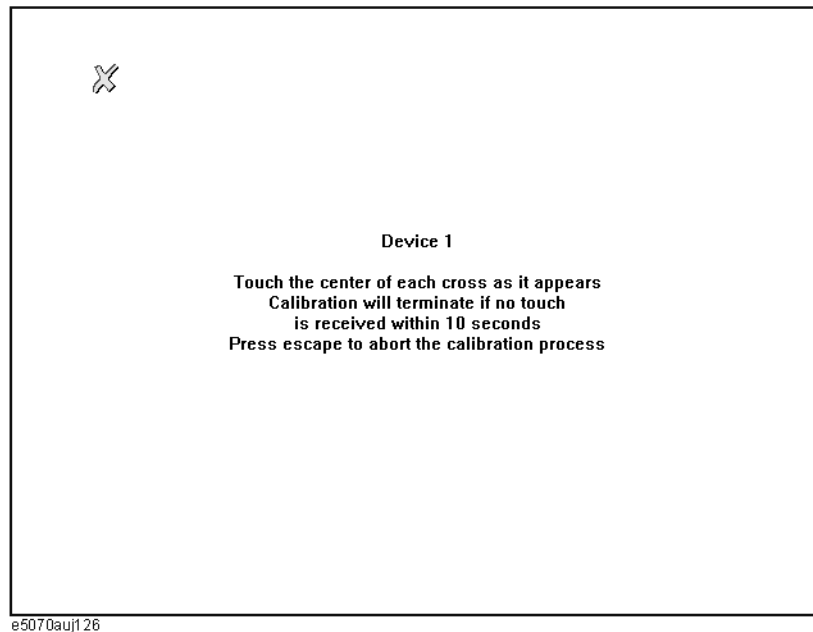 Device 1
Touch the center of each cross as it appears
Calibration will terminate if no touch
is received within 10 seconds
Press escape to abort the calibration process
e5070auj126